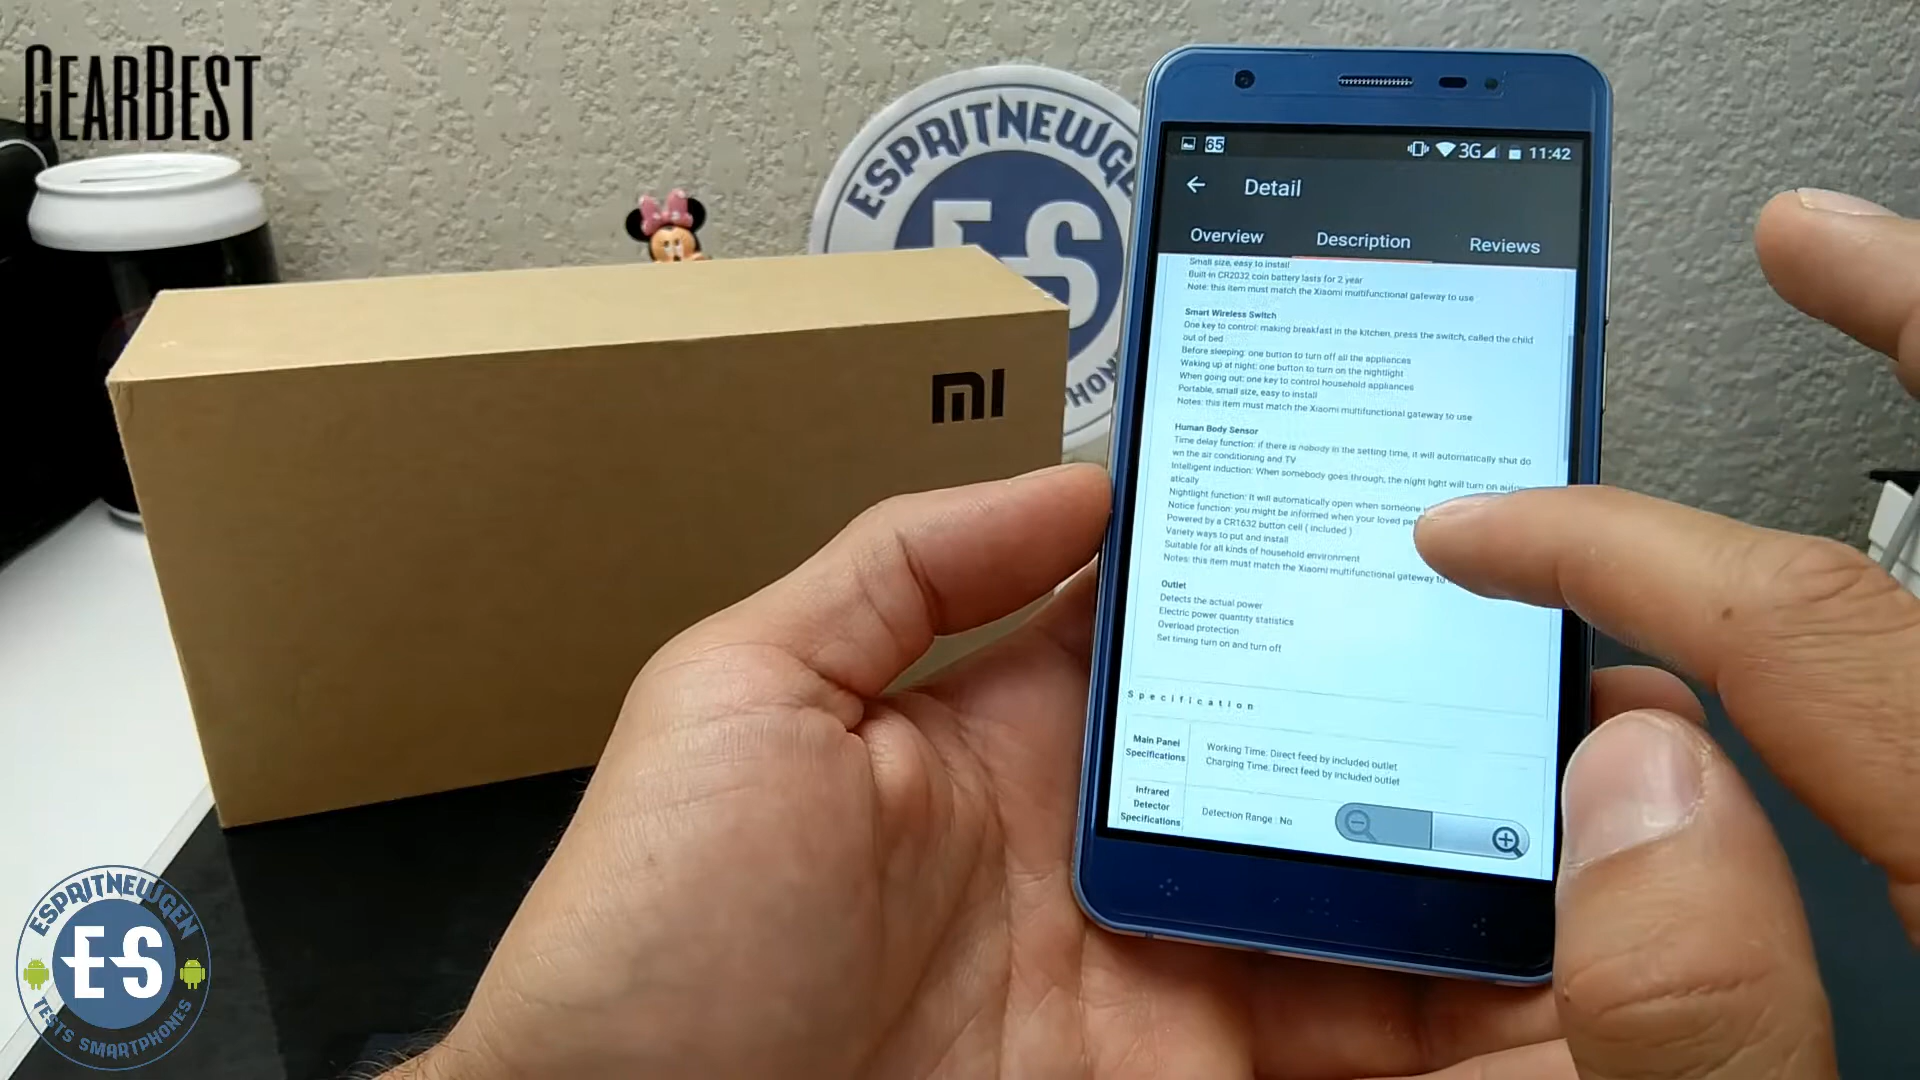 GEARBEST
ESPRITNEWGE
ES
PHON
MI
65
3G 11:42
Detail
Overview Description Reviews
Small size, easy to install
Built-in CR2032 coin battery lasts for 2 year
Note: this item must match the Xiaomi multifunctional gateway to use
Smart Wireless Switch
One key to control: making breakfast in the kitchen, press the switch, called the child
out of bed
Before sleeping: one button to turn off all the appliances
Waking up at night: one button to turn on the nightlight
When going out: one key to control household appliances
Portable, small size, easy to install
Notes: this item must match the Xiaomi multifunctional gateway to use
Human Body Sensor
Time delay function: if there is nobody in the setting time, it will automatically shut do
wn the air conditioning and TV
Intelligent induction: When somebody goes through, the night light will turn on
atically
Nightlight function: it will automatically open when someone
Notice function: you might be informed when your loved
Powered by a CR1632 button cell ( included )
Variety ways to put and install
Suitable for all kinds of household environment
Notes: this item must match the Xiaomi multifunctional gateway
Outlet
Detects the actual power
Electric power quantity statistics
Overload protection
Set timing turn on and turn off
Specification
Main Panel
Specifications
Working Time: Direct feed by included outlet
Charging Time: Direct feed by included outlet
Infrared
Detector
Specifications
Detection Range : No
ESPRITNEWGEN
ES
TESTS SMARTPHONES